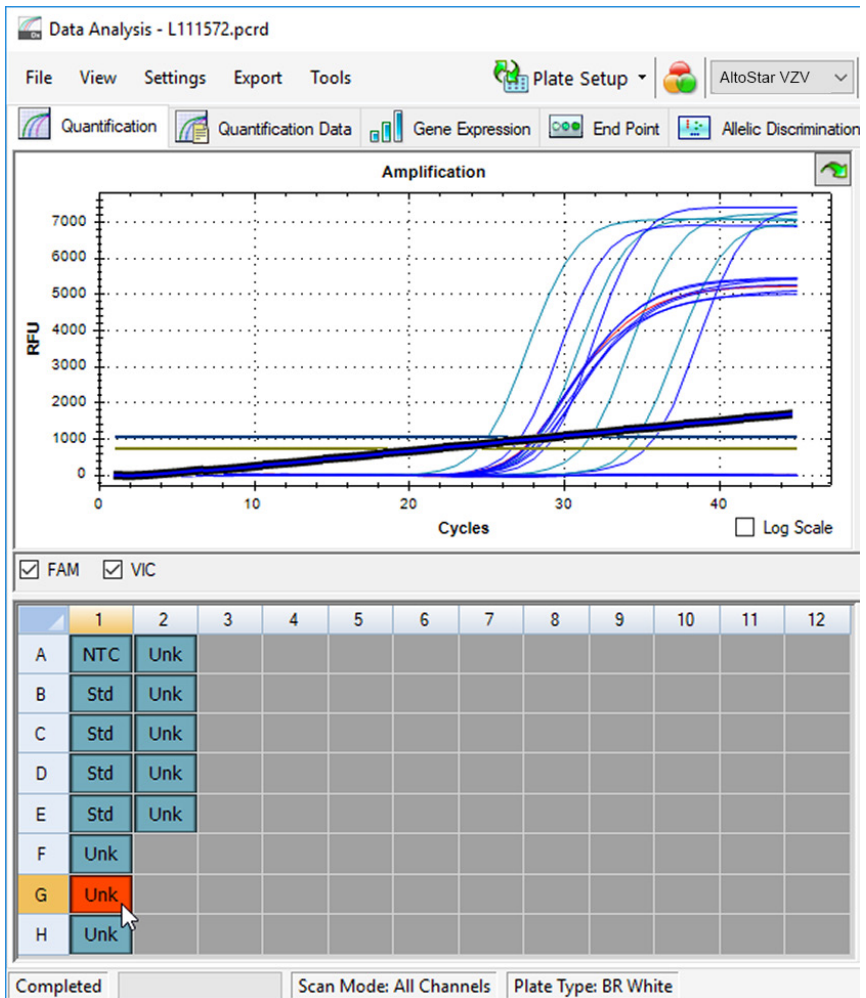 Data Analysis - L111572.pcrd
File View Settings Export Tools Plate Setup AltoStar VZV
Quantification Quantification Data Gene Expression End Point Allelic Discrimination
Amplification
7000
6000
5000
4000
3000
2000
1000
0
RFU
0 10 20 30 40
Cycles
Log Scale
FAM VIC
1 2 3 4 5 6 7 8 9 10 11 12
A NTC Unk
B Std Unk
C Std Unk
D Std Unk
E Std Unk
F Unk
G Unk
H Unk
Completed Scan Mode: All Channels Plate Type: BR White